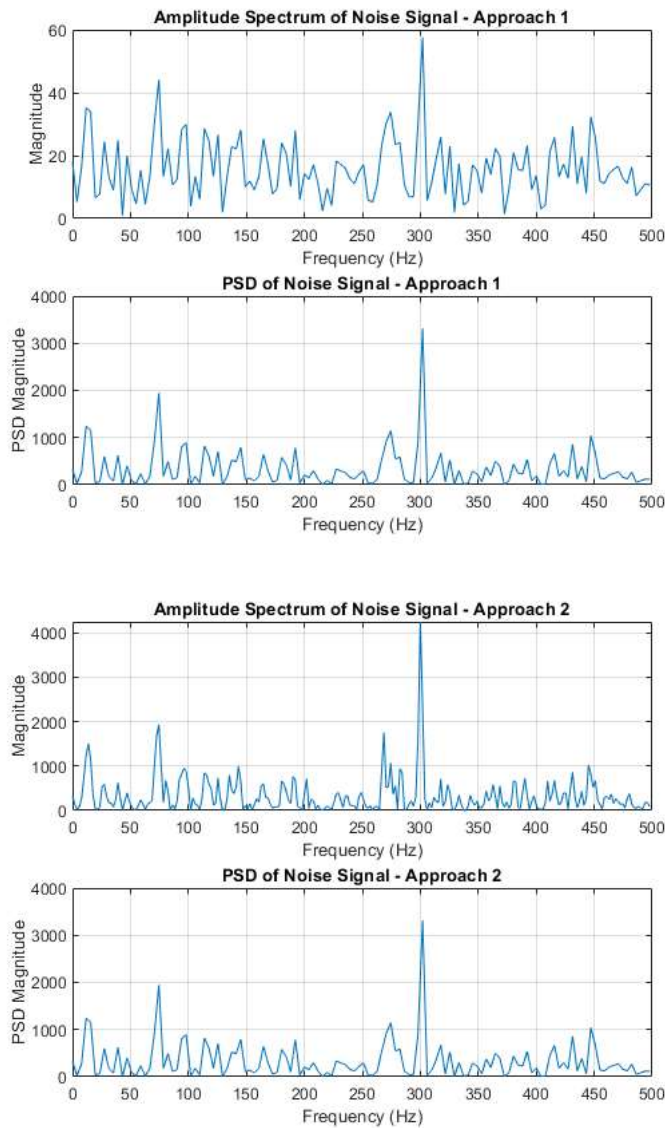 Amplitude Spectrum of Noise Signal - Approach 1
60
40
20
0
Magnitude
0 50 100 150 200 250 300 350 400 450 500
Frequency (Hz)
PSD of Noise Signal - Approach 1
4000
3000
2000
1000
0
PSD Magnitude
0 50 100 150 200 250 300 350 400 450 500
Frequency (Hz)
Amplitude Spectrum of Noise Signal - Approach 2
4000
3000
2000
1000
0
Magnitude
0 50 100 150 200 250 300 350 400 450 500
Frequency (Hz)
PSD of Noise Signal - Approach 2
4000
3000
2000
1000
0
PSD Magnitude
0 50 100 150 200 250 300 350 400 450 500
Frequency (Hz)